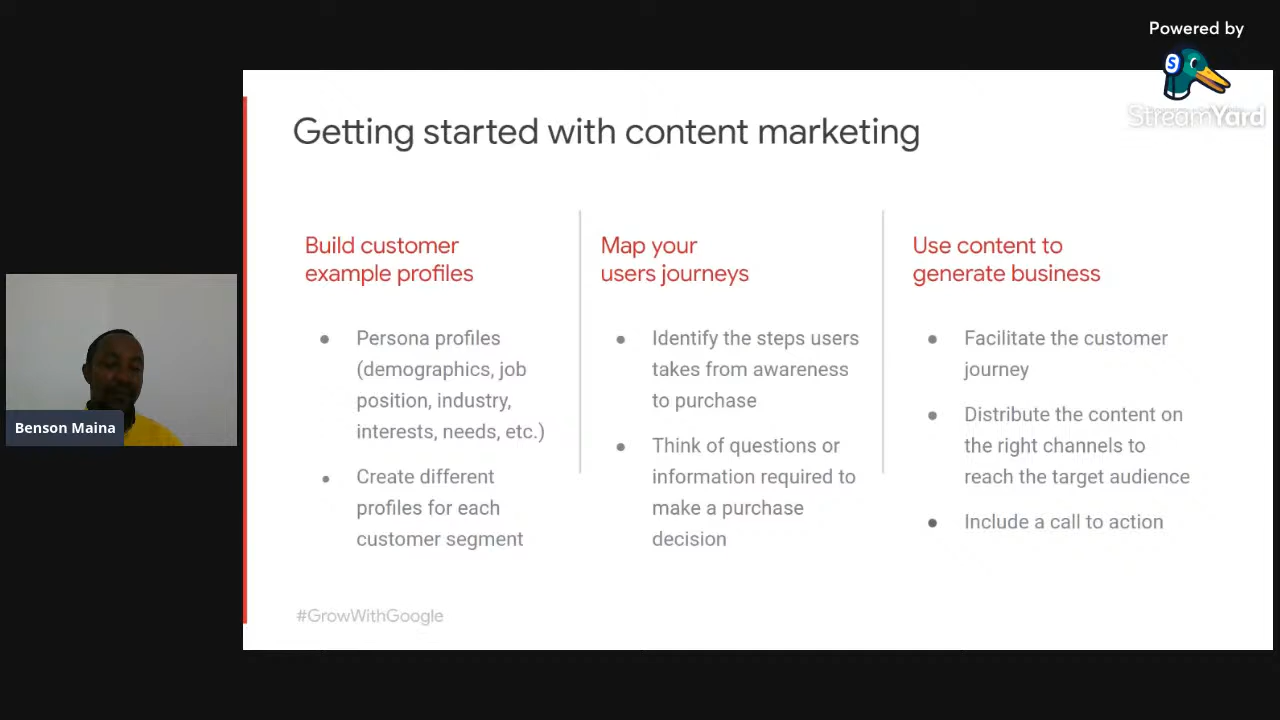 Powered by
StreamYard
Getting started with content marketing
Build customer
example profiles
Persona profiles
(demographics, job
position, industry,
interests, needs, etc.)
Create different
profiles for each
customer segment
Map your
users journeys
Identify the steps users
takes from awareness
to purchase
Think of questions or
information required to
make a purchase
decision
Use content to
generate business
Facilitate the customer
journey
Distribute the content on
the right channels to
reach the target audience
Include a call to action
#GrowWithGoogle
Benson Maina